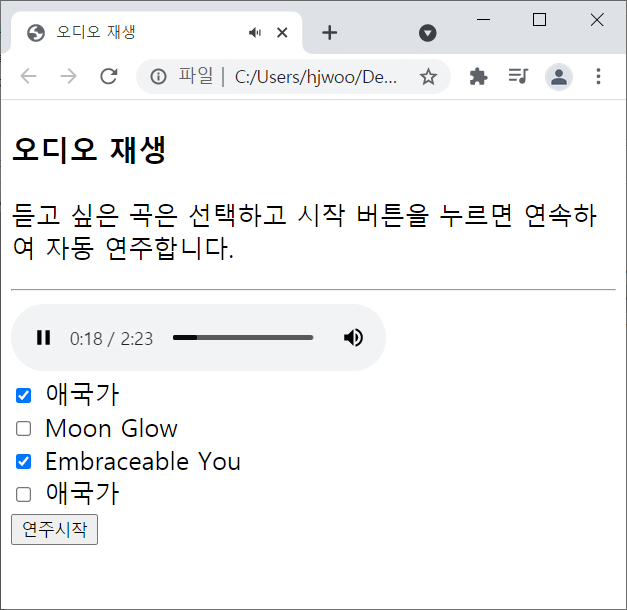 오디오 재생
파일 | C:/Users/hjwoo/De...
오디오 재생
듣고 싶은 곡은 선택하고 시작 버튼을 누르면 연속하
여 자동 연주합니다.
0:18 / 2:23
애국가
Moon Glow
Embraceable You
애국가
연주시작